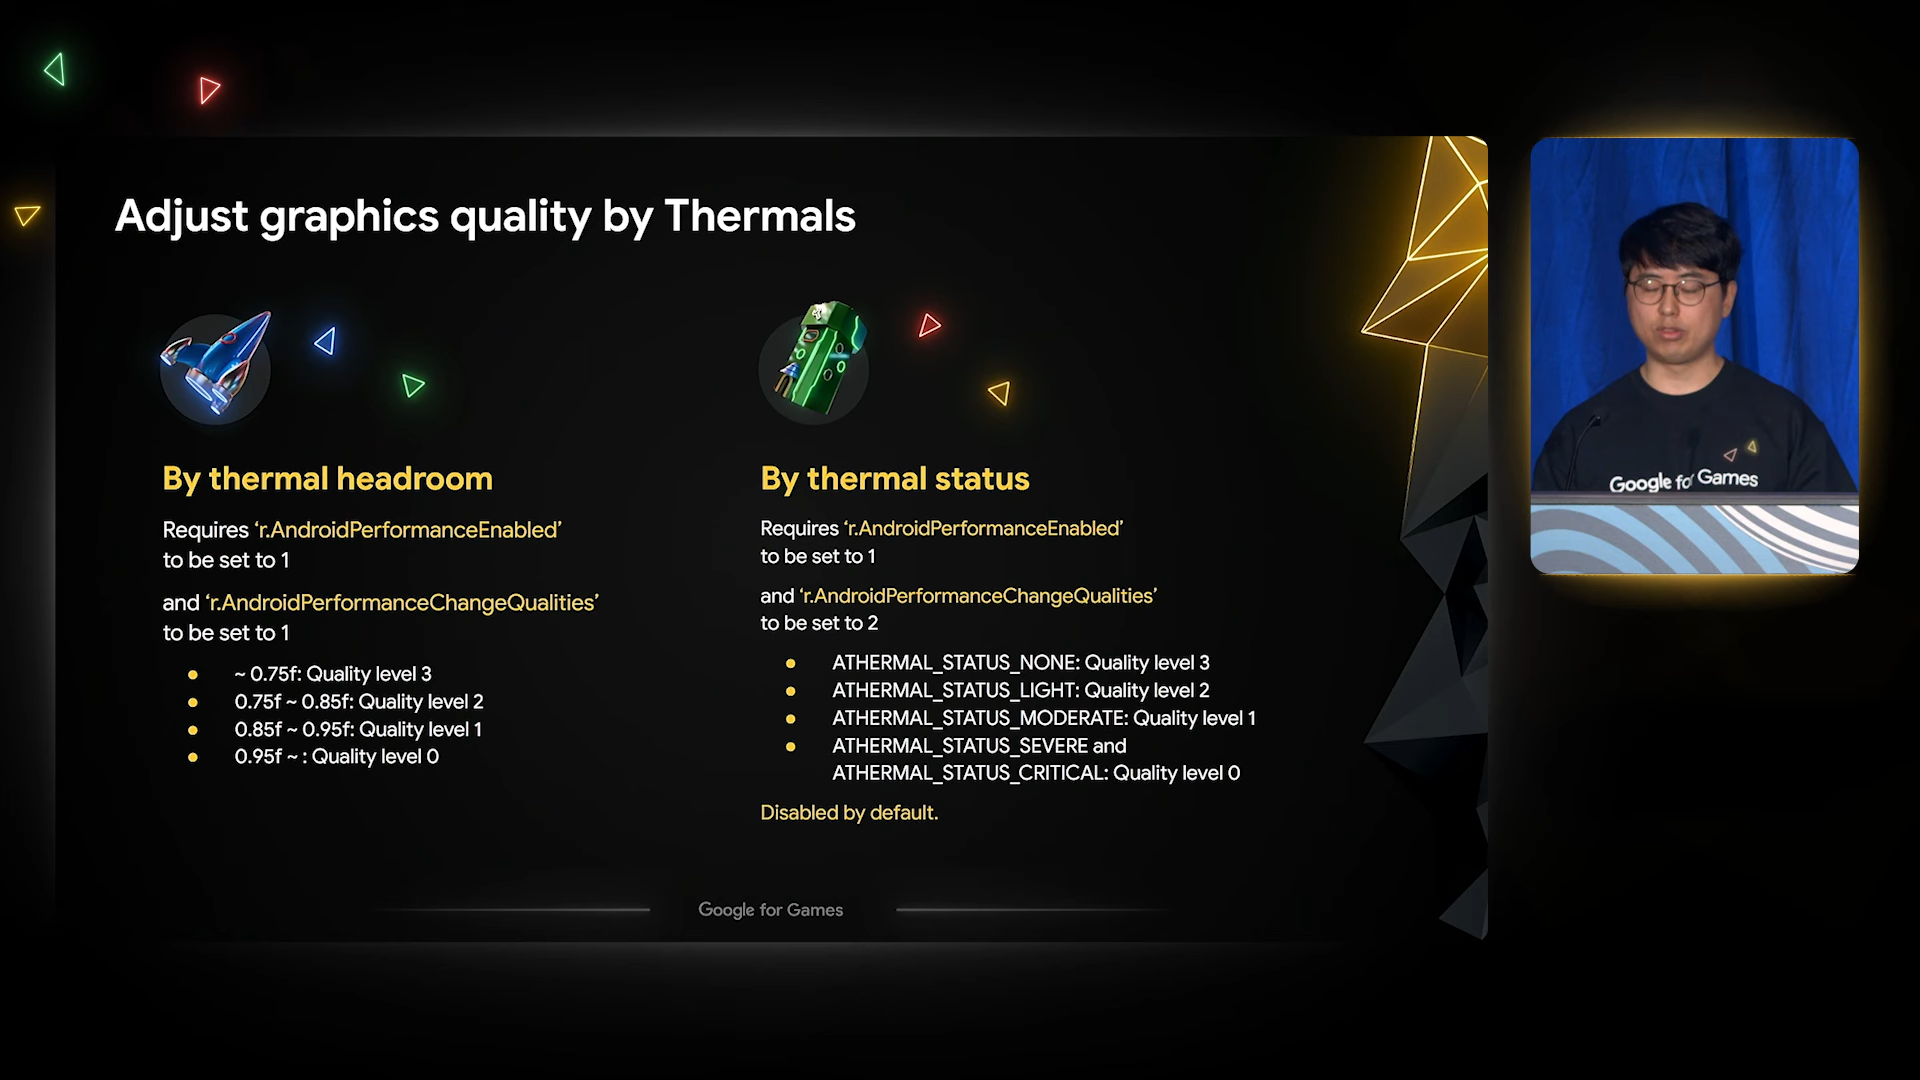 Adjust graphics quality by Thermals
By thermal headroom
Requires ‘r.AndroidPerformanceEnabled’
to be set to 1
and ‘r.AndroidPerformanceChangeQualities’
to be set to 1
~ 0.75f: Quality level 3
0.75f ~ 0.85f: Quality level 2
0.85f ~ 0.95f: Quality level 1
0.95f ~ : Quality level 0
By thermal status
Requires ‘r.AndroidPerformanceEnabled’
to be set to 1
and ‘r.AndroidPerformanceChangeQualities’
to be set to 2
ATHERMAL_STATUS_NONE: Quality level 3
ATHERMAL_STATUS_LIGHT: Quality level 2
ATHERMAL_STATUS_MODERATE: Quality level 1
ATHERMAL_STATUS_SEVERE and
ATHERMAL_STATUS_CRITICAL: Quality level 0
Disabled by default.
Google for Games
Google for Games